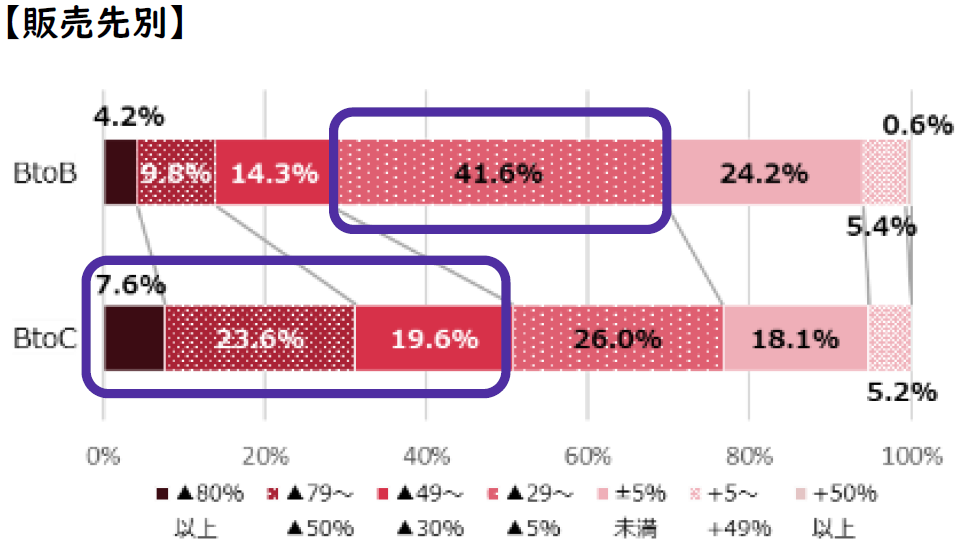 【販売先別】
4.2%
0.6%
BtoB
9.8%
14.3%
41.6%
24.2%
5.4%
7.6%
BtoC
23.6%
19.6%
26.0%
18.1%
5.2%
0% 20% 40% 60% 80% 100%
▲80% ▲79～ ▲49～ ▲29～ ±5% +5～ +50%
以上 ▲50% ▲30% ▲5% 未満 +49% 以上